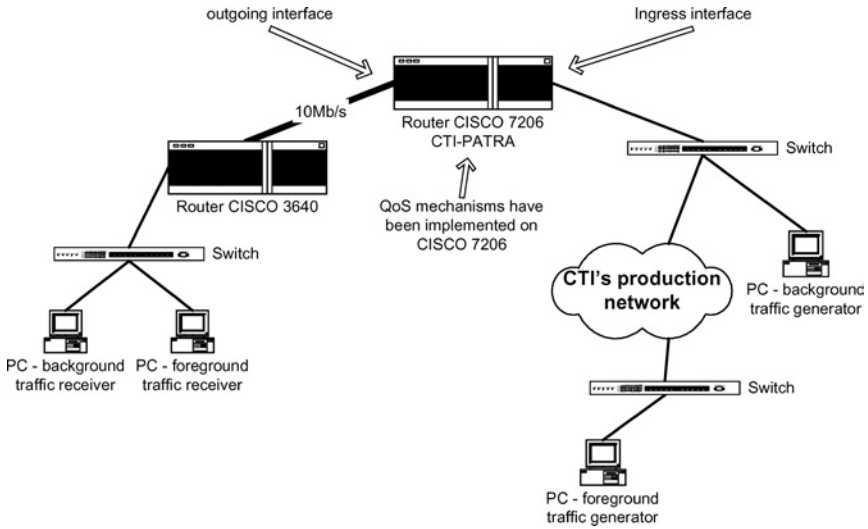 outgoing interface
Ingress interface
10Mb/s
Router CISCO 7206
CTI-PATRA
Switch
Router CISCO 3640
QoS mechanisms have
been implemented on
CISCO 7206
Switch
CTI's production
network
PC - background
traffic generator
PC - background
traffic receiver
PC - foreground
traffic receiver
Switch
PC - foreground
traffic generator